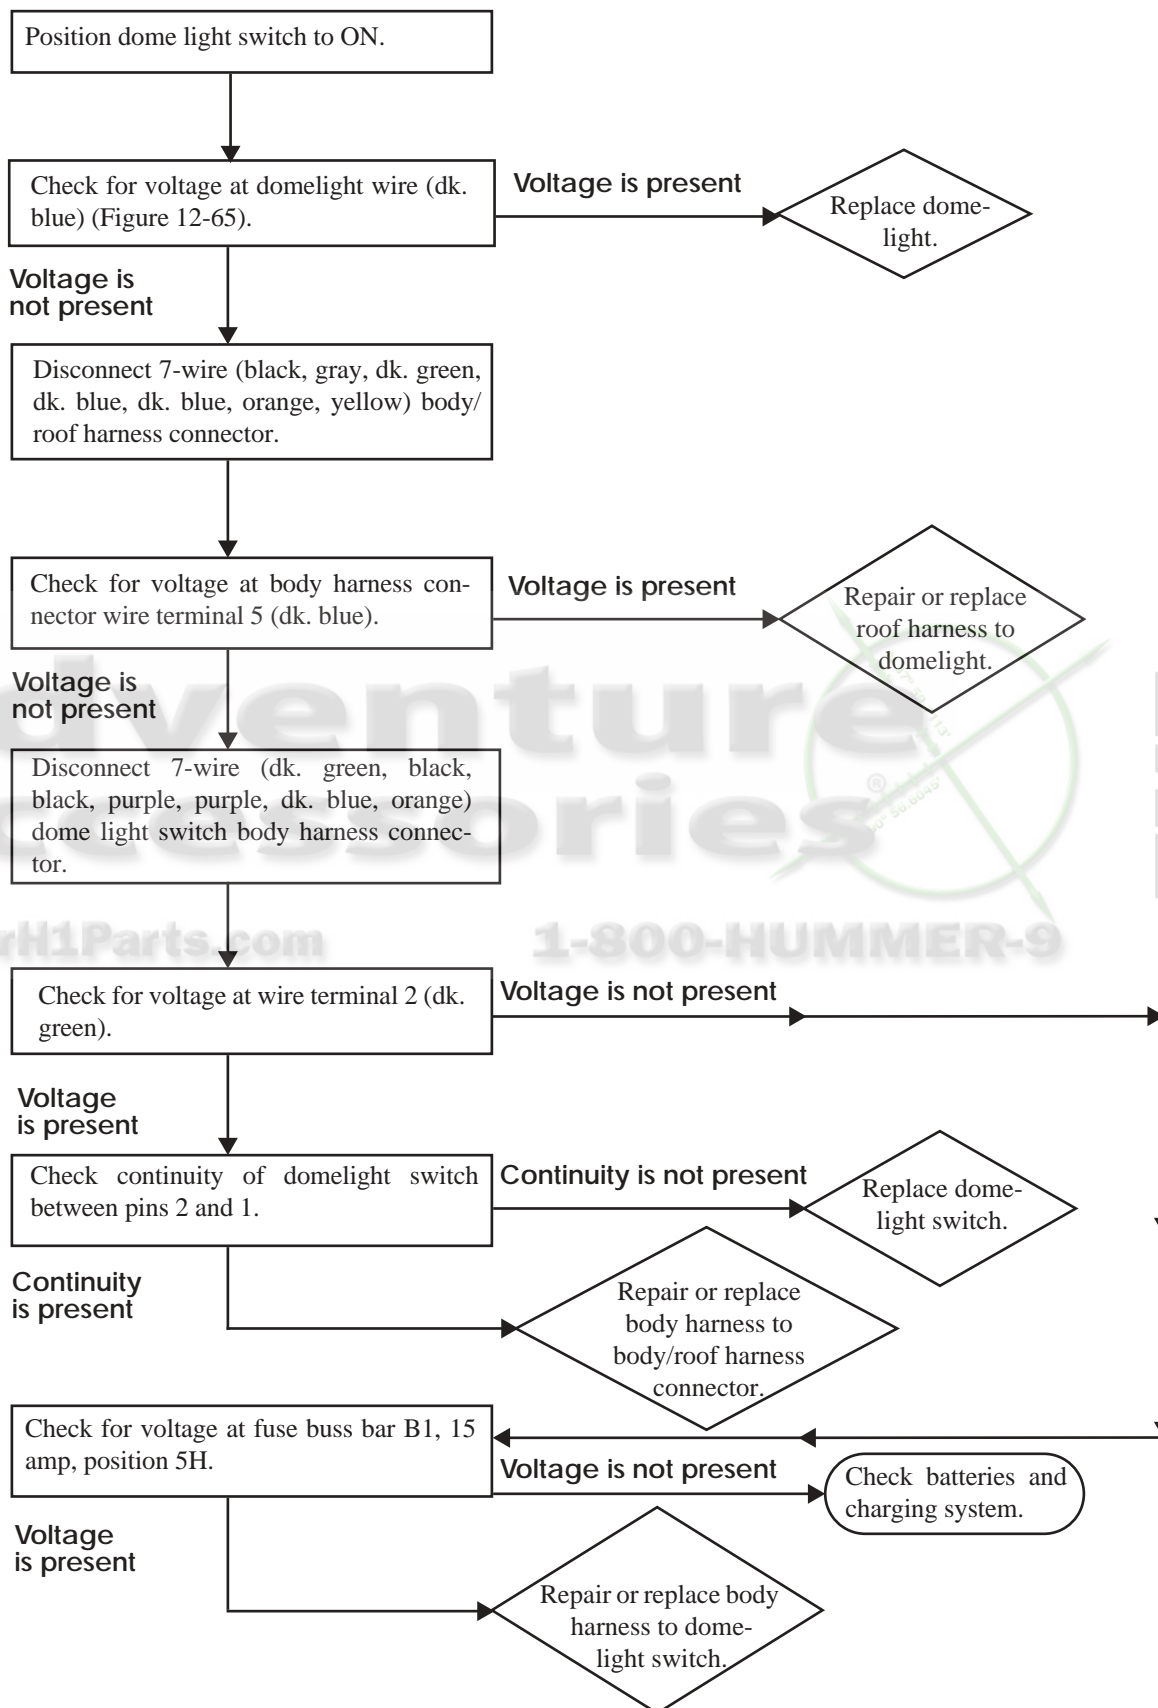 Position dome light switch to ON.
Check for voltage at domelight wire (dk.
blue) (Figure 12-65).
Voltage is present
Replace dome-
light.
Voltage is
not present
Disconnect 7-wire (black, gray, dk. green,
dk. blue, dk. blue, orange, yellow) body/
roof harness connector.
Check for voltage at body harness con-
nector wire terminal 5 (dk. blue).
Voltage is present
Repair or replace
roof harness to
domelight.
Voltage is
not present
dventure
ccessories
®
Disconnect 7-wire (dk. green, black,
black, purple, purple, dk. blue, orange)
dome light switch body harness connec-
tor.
rH1Parts.com
1-800-HUMMER-9
Check for voltage at wire terminal 2 (dk.
green).
Voltage is not present
Voltage
is present
Check continuity of domelight switch
between pins 2 and 1.
Continuity is not present
Replace dome-
light switch.
Continuity
is present
Repair or replace
body harness to
body/roof harness
connector.
Check for voltage at fuse buss bar B1, 15
amp, position 5H.
Voltage is not present
Check batteries and
charging system.
Voltage
is present
Repair or replace body
harness to dome-
light switch.